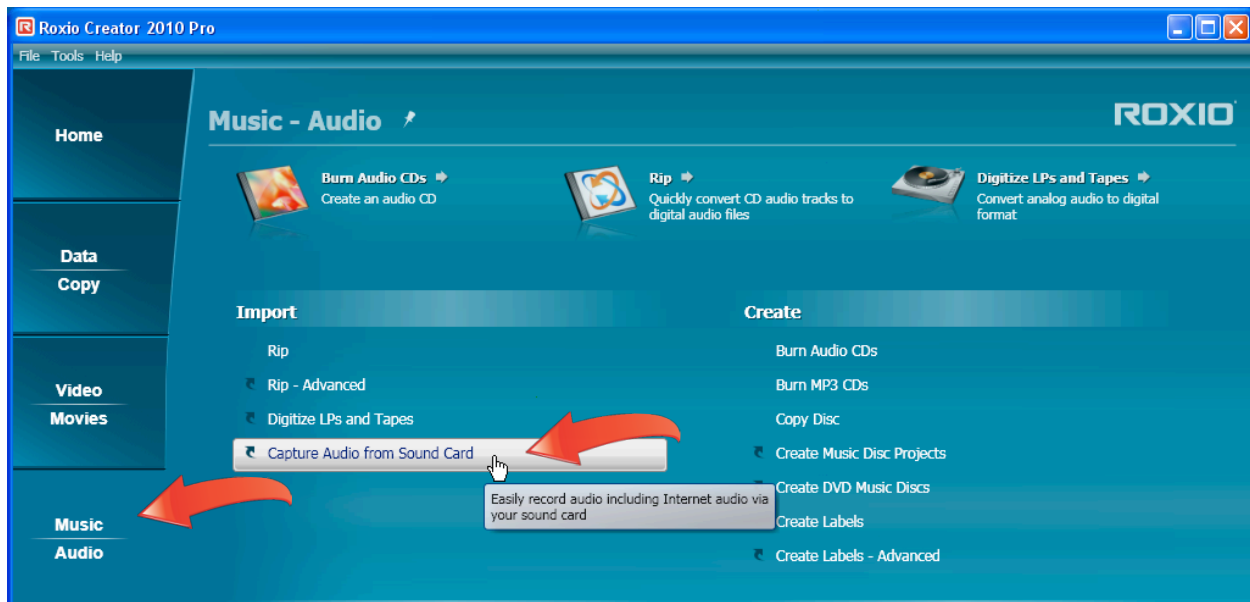 Roxio Creator 2010 Pro
File Tools Help
Home
Data
Copy
Video
Movies
Music
Audio
Music - Audio
ROXIO
Burn Audio CDs
Create an audio CD
Rip
Quickly convert CD audio tracks to
digital audio files
Digitize LPs and Tapes
Convert analog audio to digital
format
Import
Rip
Rip - Advanced
Digitize LPs and Tapes
Capture Audio from Sound Card
Easily record audio including Internet audio via
your sound card
Create
Burn Audio CDs
Burn MP3 CDs
Copy Disc
Create Music Disc Projects
Create DVD Music Discs
Create Labels
Create Labels - Advanced